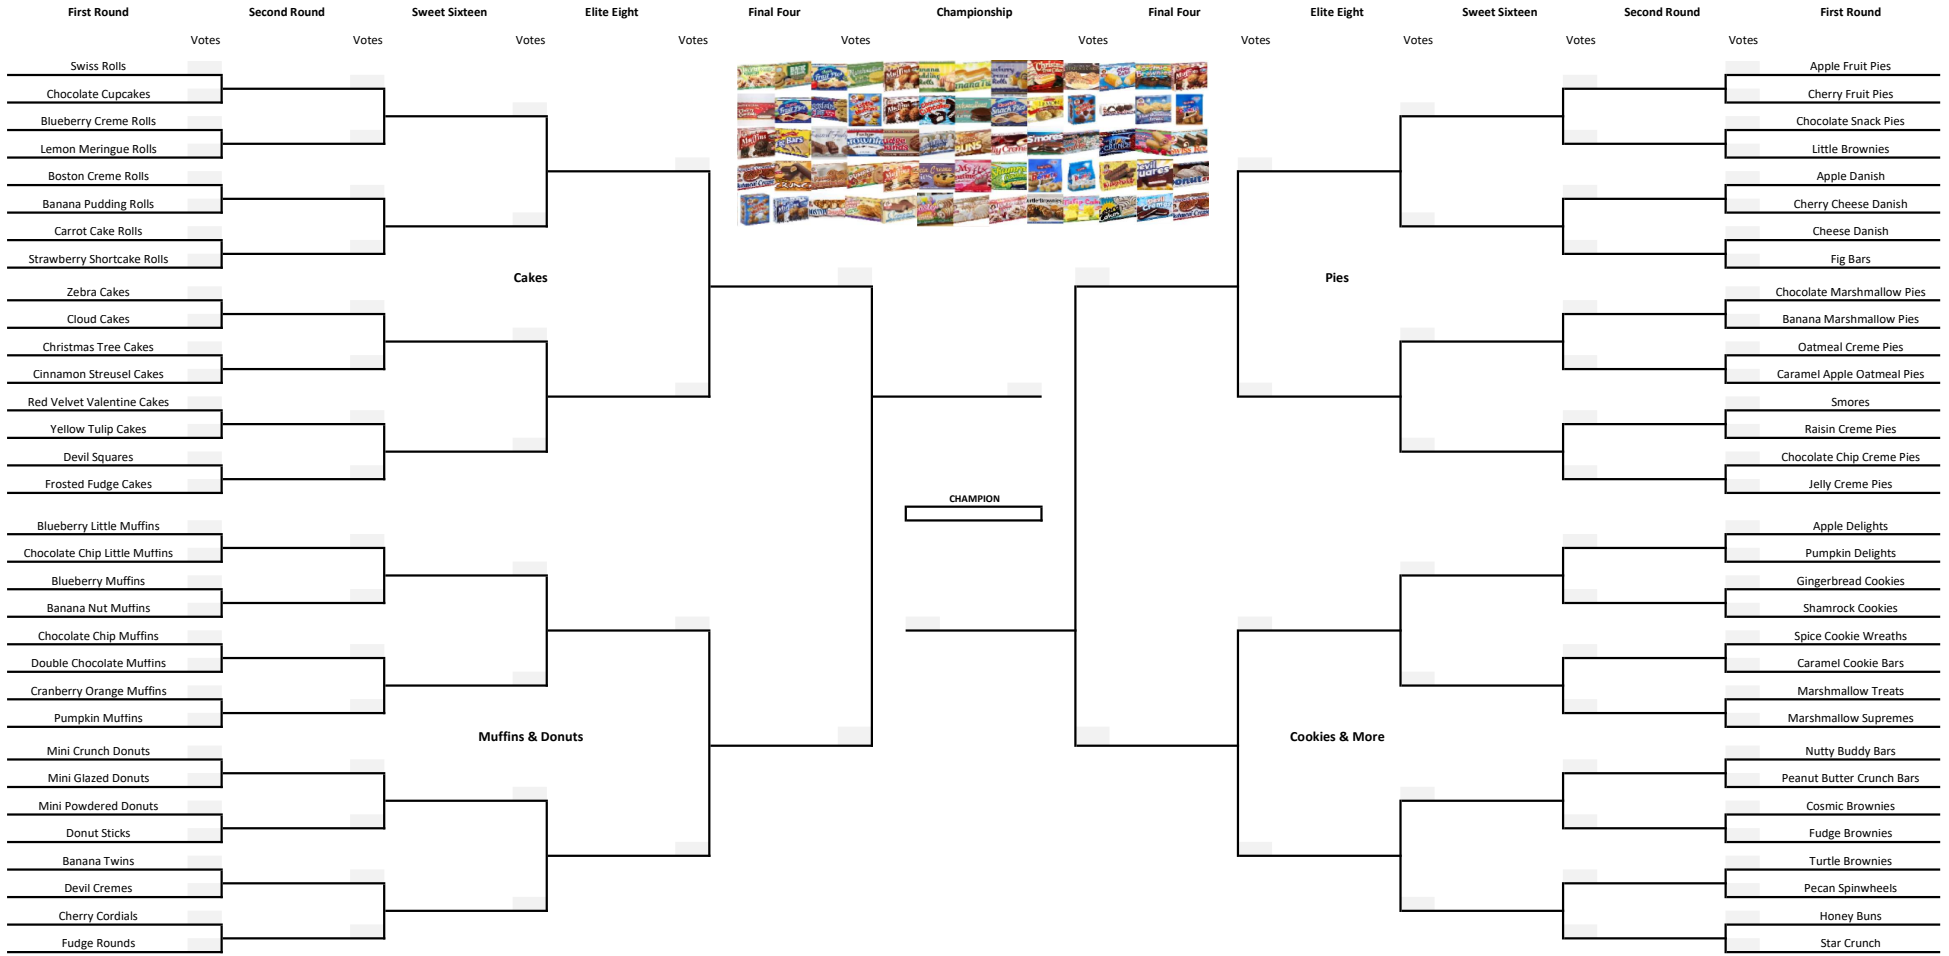 First Round Second Round Sweet Sixteen Elite Eight Final Four Championship Final Four Elite Eight Sweet Sixteen Second Round First Round
Votes Votes Votes Votes Votes Votes Votes Votes Votes Votes
Swiss Rolls
Chocolate Cupcakes
Blueberry Creme Rolls
Lemon Meringue Rolls
Boston Creme Rolls
Banana Pudding Rolls
Carrot Cake Rolls
Strawberry Shortcake Rolls
Cakes
Zebra Cakes
Cloud Cakes
Christmas Tree Cakes
Cinnamon Streusel Cakes
Red Velvet Valentine Cakes
Yellow Tulip Cakes
Devil Squares
Frosted Fudge Cakes
Blueberry Little Muffins
Chocolate Chip Little Muffins
Blueberry Muffins
Banana Nut Muffins
Chocolate Chip Muffins
Double Chocolate Muffins
Cranberry Orange Muffins
Pumpkin Muffins
Muffins & Donuts
Mini Crunch Donuts
Mini Glazed Donuts
Mini Powdered Donuts
Donut Sticks
Banana Twins
Devil Cremes
Cherry Cordials
Fudge Rounds
CHAMPION
Apple Fruit Pies
Cherry Fruit Pies
Chocolate Snack Pies
Little Brownies
Apple Danish
Cherry Cheese Danish
Cheese Danish
Fig Bars
Pies
Chocolate Marshmallow Pies
Banana Marshmallow Pies
Oatmeal Creme Pies
Caramel Apple Oatmeal Pies
Smores
Raisin Creme Pies
Chocolate Chip Creme Pies
Jelly Creme Pies
Apple Delights
Pumpkin Delights
Gingerbread Cookies
Shamrock Cookies
Spice Cookie Wreaths
Caramel Cookie Bars
Marshmallow Treats
Marshmallow Supremes
Cookies & More
Nutty Buddy Bars
Peanut Butter Crunch Bars
Cosmic Brownies
Fudge Brownies
Turtle Brownies
Pecan Spinwheels
Honey Buns
Star Crunch